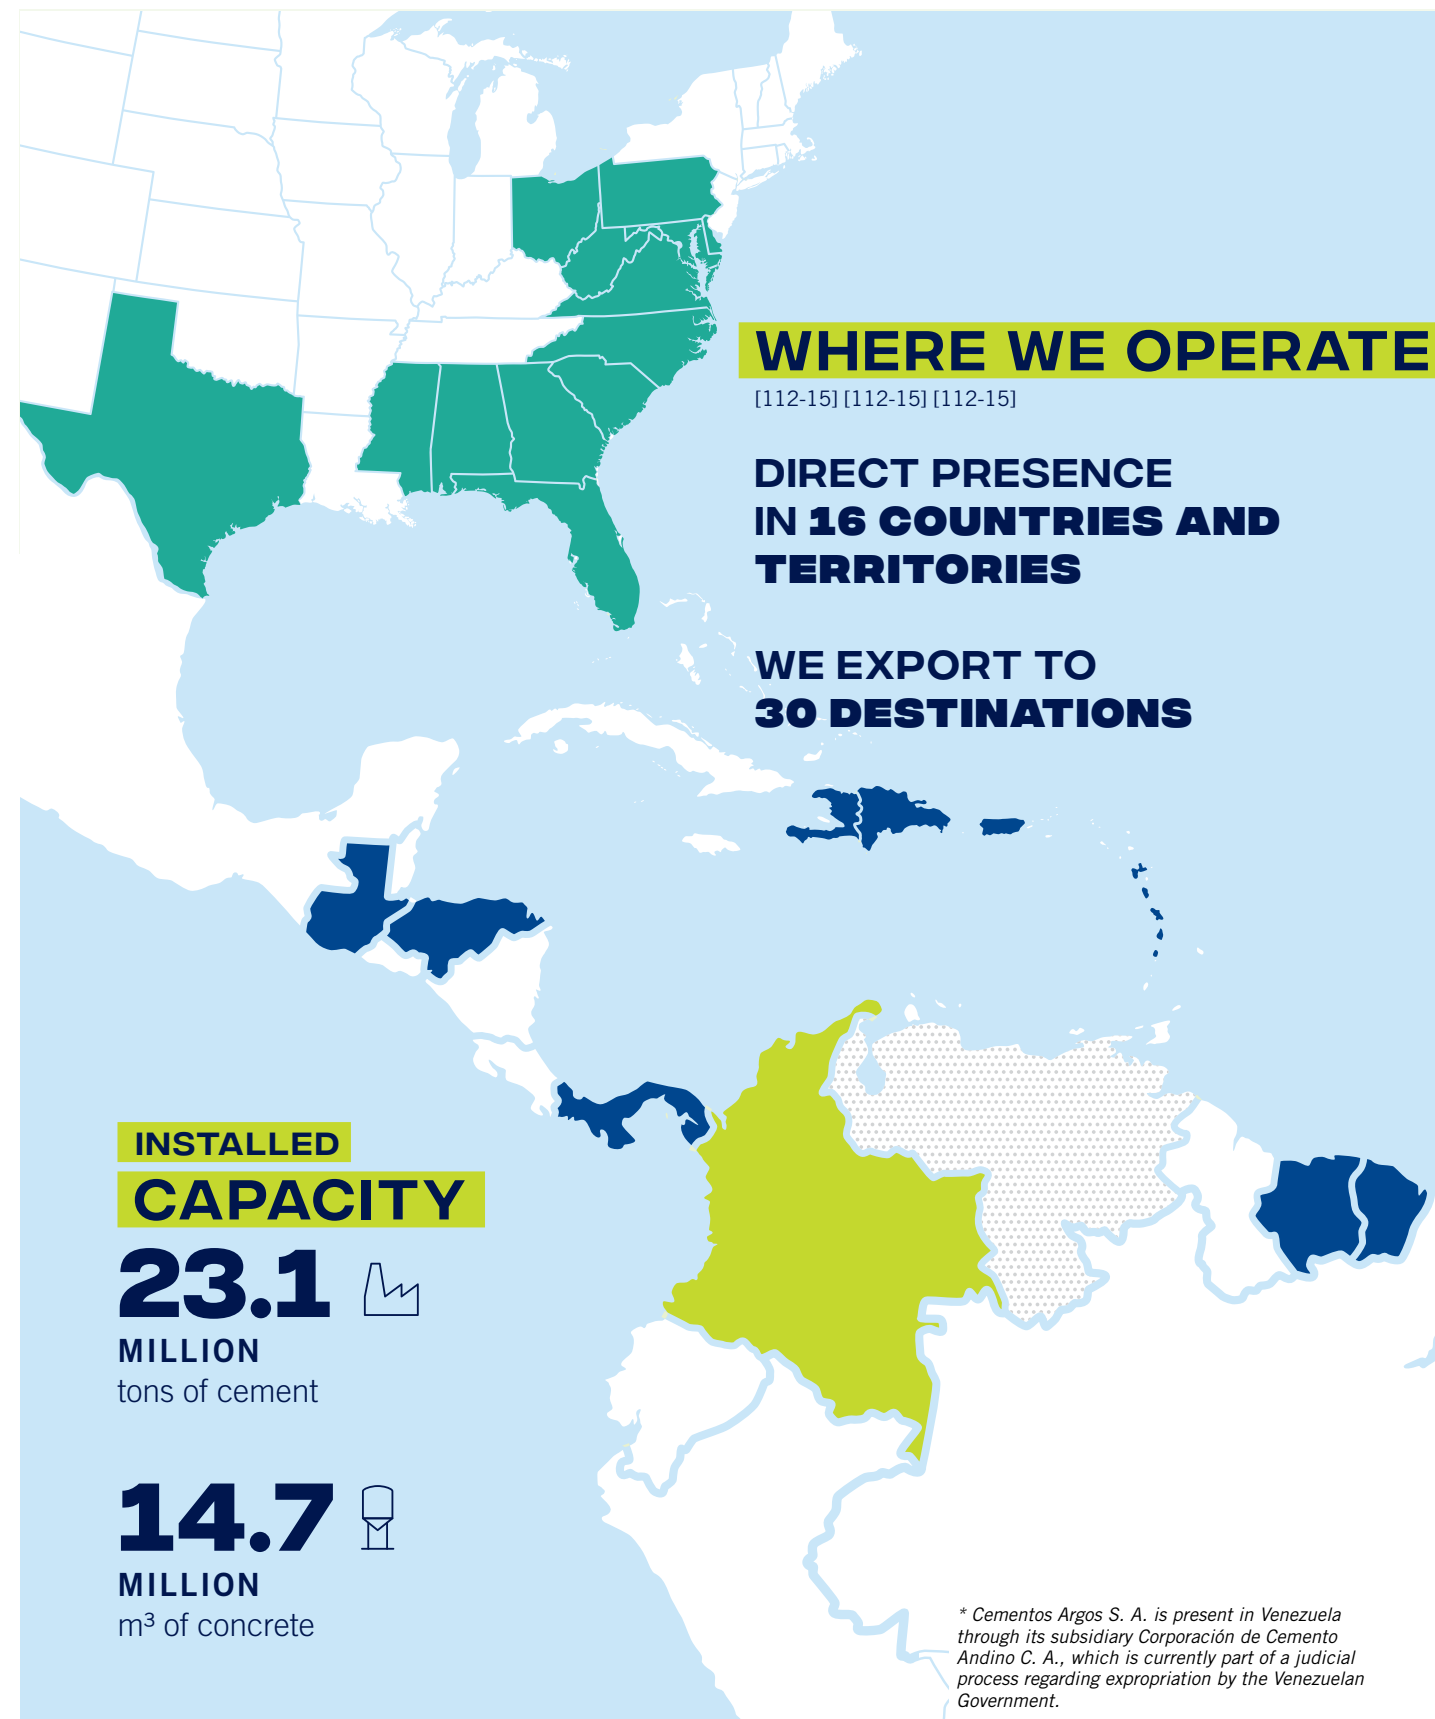 WHERE WE OPERATE
[112-15] [112-15] [112-15]
DIRECT PRESENCE
IN 16 COUNTRIES AND
TERRITORIES
WE EXPORT TO
30 DESTINATIONS
INSTALLED
CAPACITY
23.1
MILLION
tons of cement
14.7
MILLION
m³ of concrete
* Cementos Argos S. A. is present in Venezuela
through its subsidiary Corporación de Cemento
Andino C. A., which is currently part of a judicial
process regarding expropriation by the Venezuelan
Government.